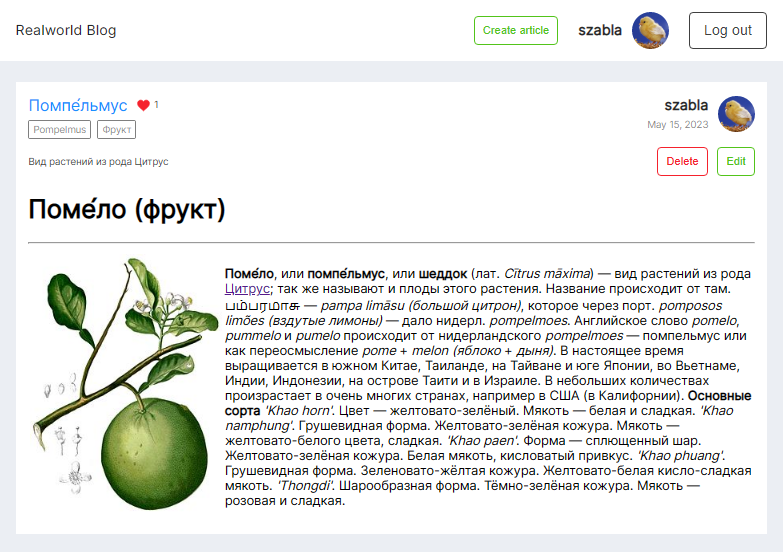 Realworld Blog
Create article
szabla
Log out
Помпе́льмус 1
szabla
May 15, 2023
Pompelmus Фрукт
Вид растений из рода Цитрус
Delete Edit
Поме́ло (фрукт)
Поме́ло, или помпе́льмус, или шеддок (лат. Cītrus māxima) — вид растений из рода
Цитрус; так же называют и плоды этого растения. Название происходит от там.
பம்பரமாசு — pampa limāsu (большой цитрон), которое через порт. pomposos
limões (вздутые лимоны) — дало нидерл. pompelmoes. Английское слово pomelo,
pummelo и pumelo происходит от нидерландского pompelmoes — помпельмус или
как переосмысление pome + melon (яблоко + дыня). В настоящее время
выращивается в южном Китае, Таиланде, на Тайване и юге Японии, во Вьетнаме,
Индии, Индонезии, на острове Таити и в Израиле. В небольших количествах
произрастает в очень многих странах, например в США (в Калифорнии). Основные
сорта 'Khao horn'. Цвет — желтовато-зелёный. Мякоть — белая и сладкая. 'Khao
namphung'. Грушевидная форма. Желтовато-зелёная кожура. Мякоть —
желтовато-белого цвета, сладкая. 'Khao paen'. Форма — сплющенный шар.
Желтовато-зелёная кожура. Белая мякоть, кисловатый привкус. 'Khao phuang'.
Грушевидная форма. Зеленовато-жёлтая кожура. Желтовато-белая кисло-сладкая
мякоть. 'Thongdi'. Шарообразная форма. Тёмно-зелёная кожура. Мякоть —
розовая и сладкая.